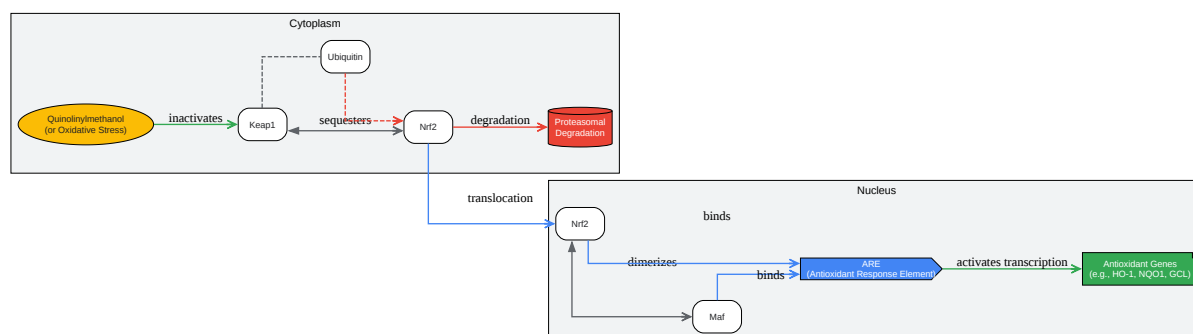 Cytoplasm
Ubiquitin
Quinolinylmethanol
(or Oxidative Stress)
inactivates
Keap1
sequesters
Nrf2
degradation
Proteasomal
Degradation
translocation
Nucleus
Nrf2
binds
dimerizes
binds
ARE
(Antioxidant Response Element)
activates transcription
Antioxidant Genes
(e.g., HO-1, NQO1, GCL)
Maf